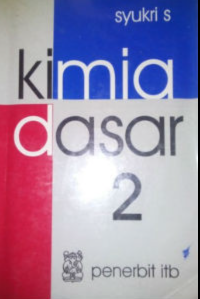 syukri s
kimia
dasar
2
penerbit itb